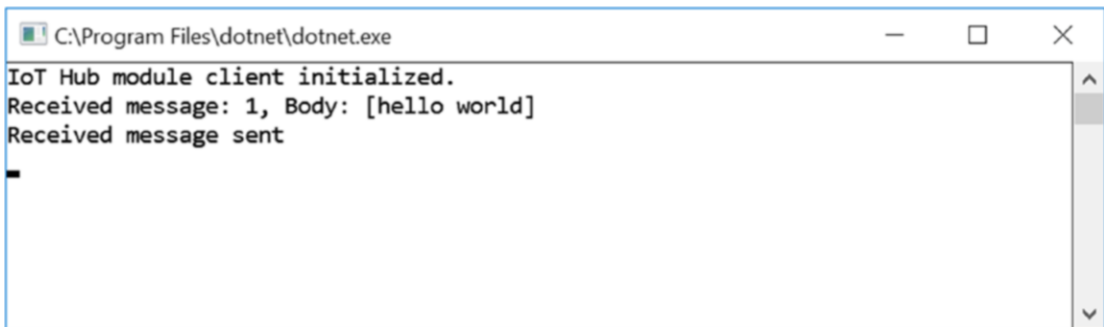 C:\Program Files\dotnet\dotnet.exe
IoT Hub module client initialized.
Received message: 1, Body: [hello world]
Received message sent